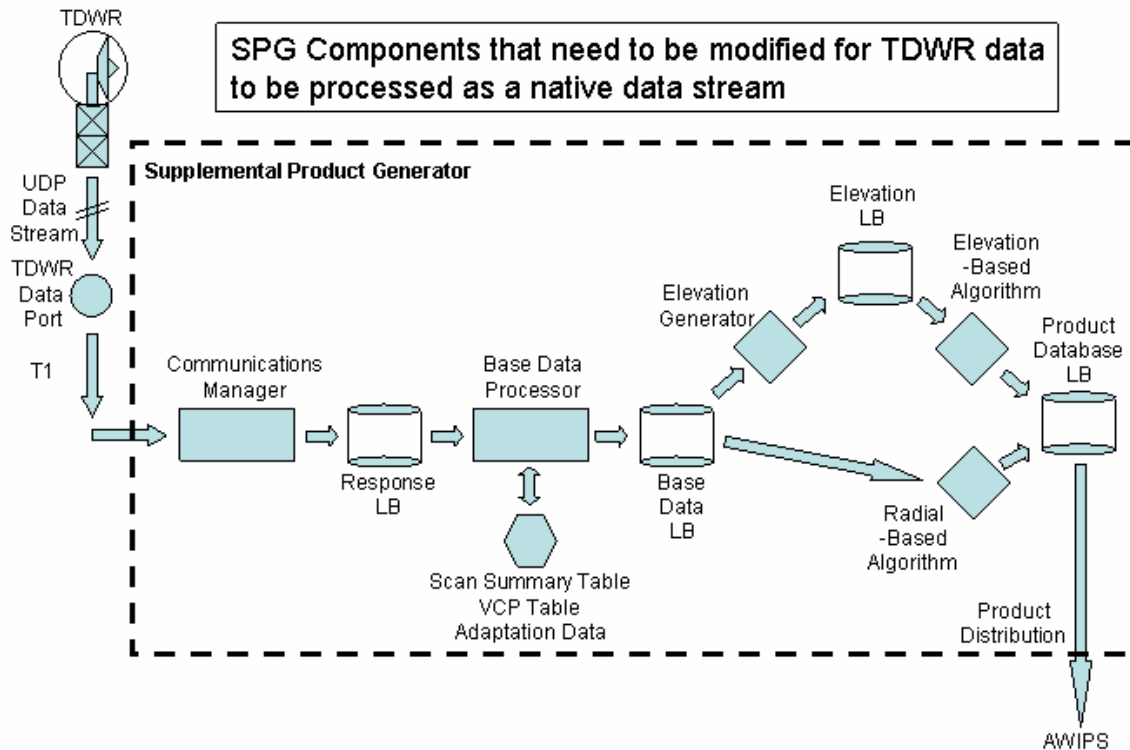 TDWR
SPG Components that need to be modified for TDWR data
to be processed as a native data stream
Supplemental Product Generator
UDP
Data
Stream
TDWR
Data
Port
T1
Communications
Manager
Response
LB
Base Data
Processor
Scan Summary Table
VCP Table
Adaptation Data
Base
Data
LB
Elevation
Generator
Elevation
LB
Elevation
-Based
Algorithm
Radial
-Based
Algorithm
Product
Database
LB
Product
Distribution
AWIPS